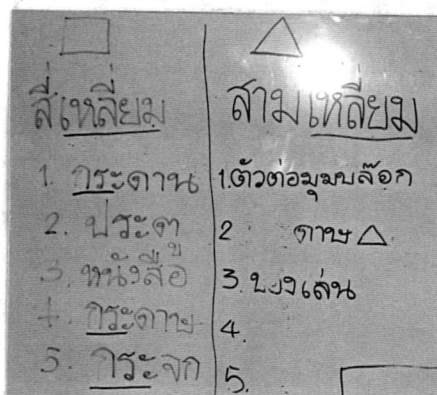 สี่เหลี่ยม
1. กระดาน
2. ประตู
3. หนังสือ
4. กระดาษ
5. กระจก
สามเหลี่ยม
1. ตัวต่อมุมบล๊อก
2 ดาษ
3. ของเล่น
4.
5.